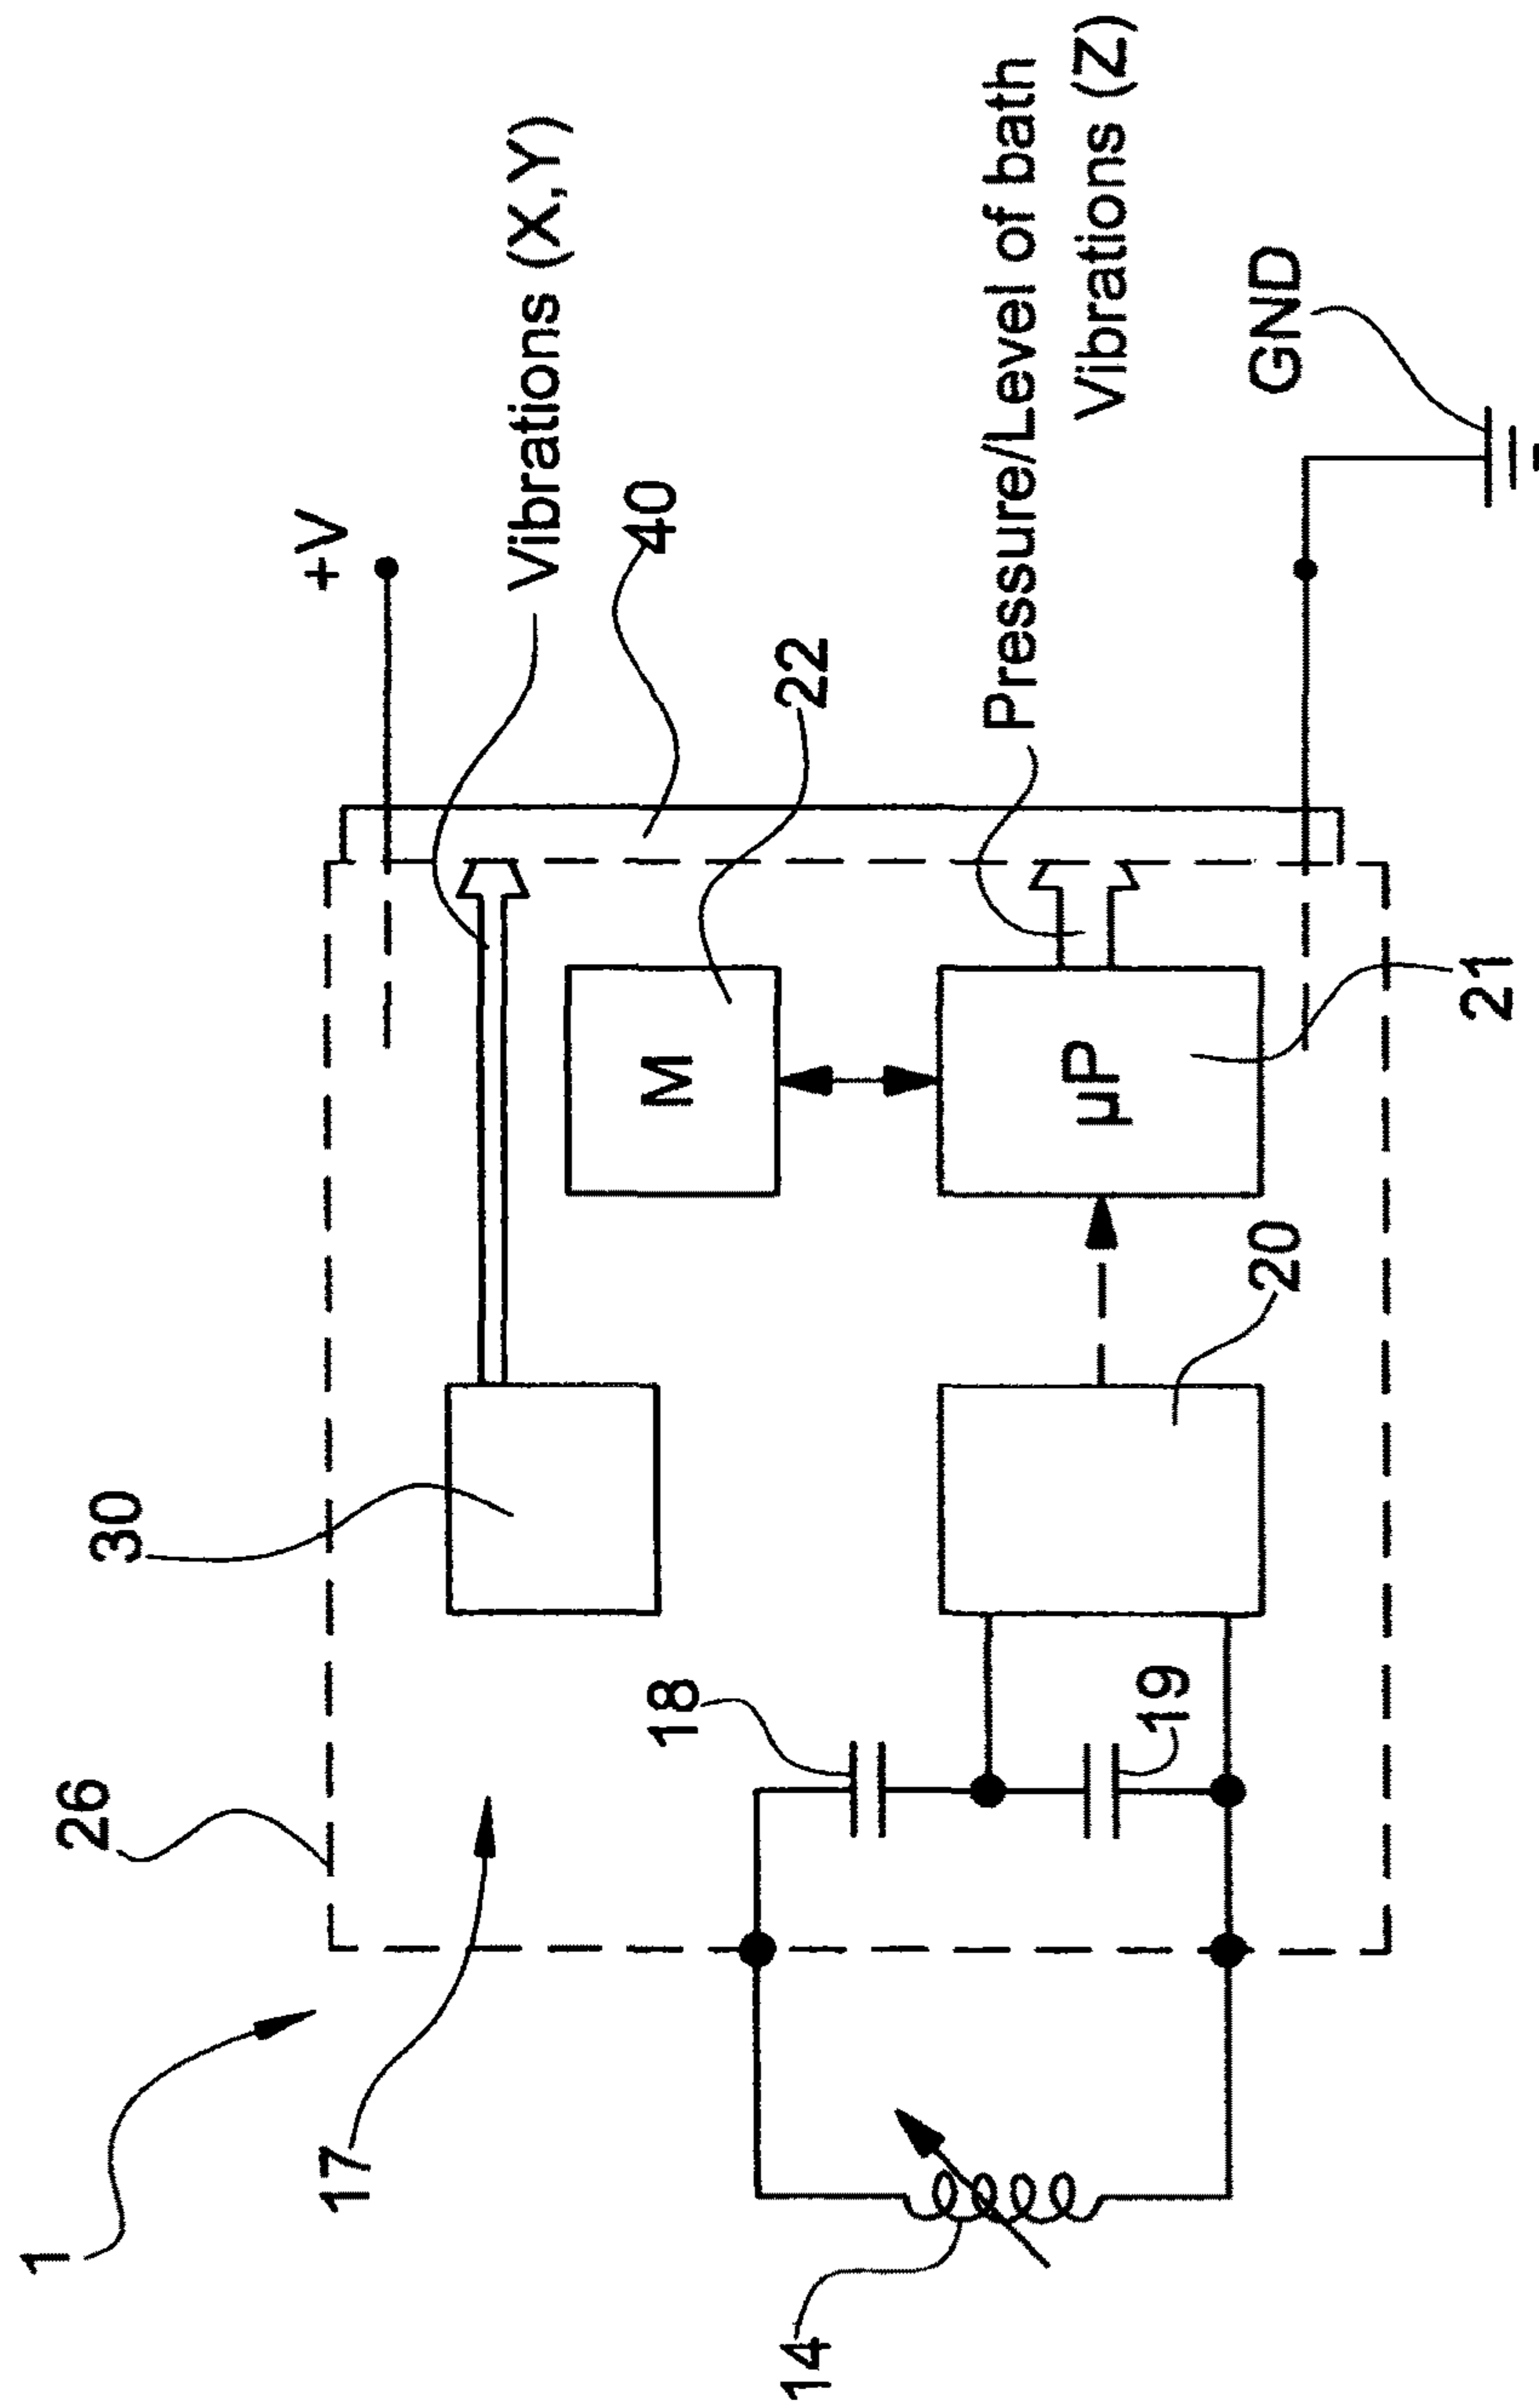 1
26
30
17
+V
Vibrations (X,Y)
40
22
M
18
14
Pressure/Level of bath
Vibrations (Z)
µP
19
20
GND
21